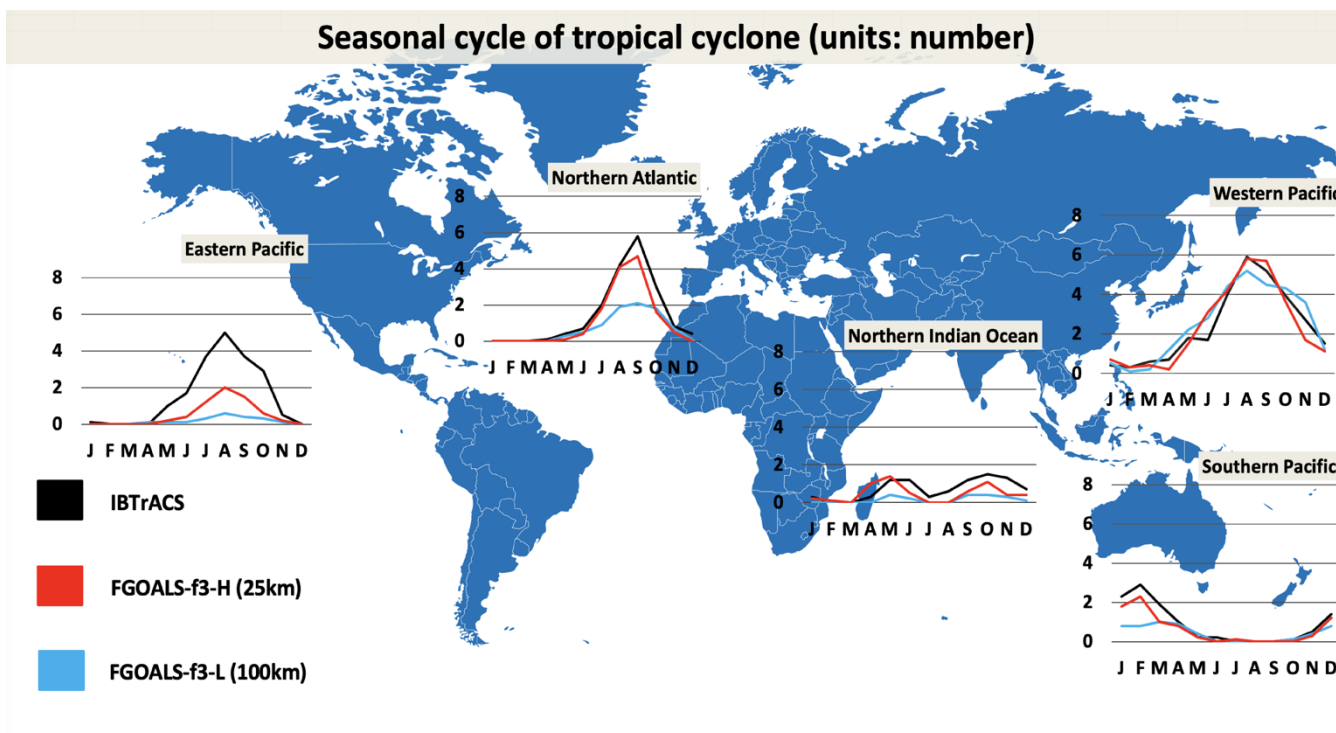 Seasonal cycle of tropical cyclone (units: number)
Northern Atlantic
8
6
4
2
0
J F M A M J J A S O N D
Western Pacific
8
6
4
2
0
J F M A M J J A S O N D
Eastern Pacific
8
6
4
2
0
J F M A M J J A S O N D
Northern Indian Ocean
8
6
4
2
0
J F M A M J J A S O N D
Southern Pacific
8
6
4
2
0
J F M A M J J A S O N D
IBTrACS
FGOALS-f3-H (25km)
FGOALS-f3-L (100km)